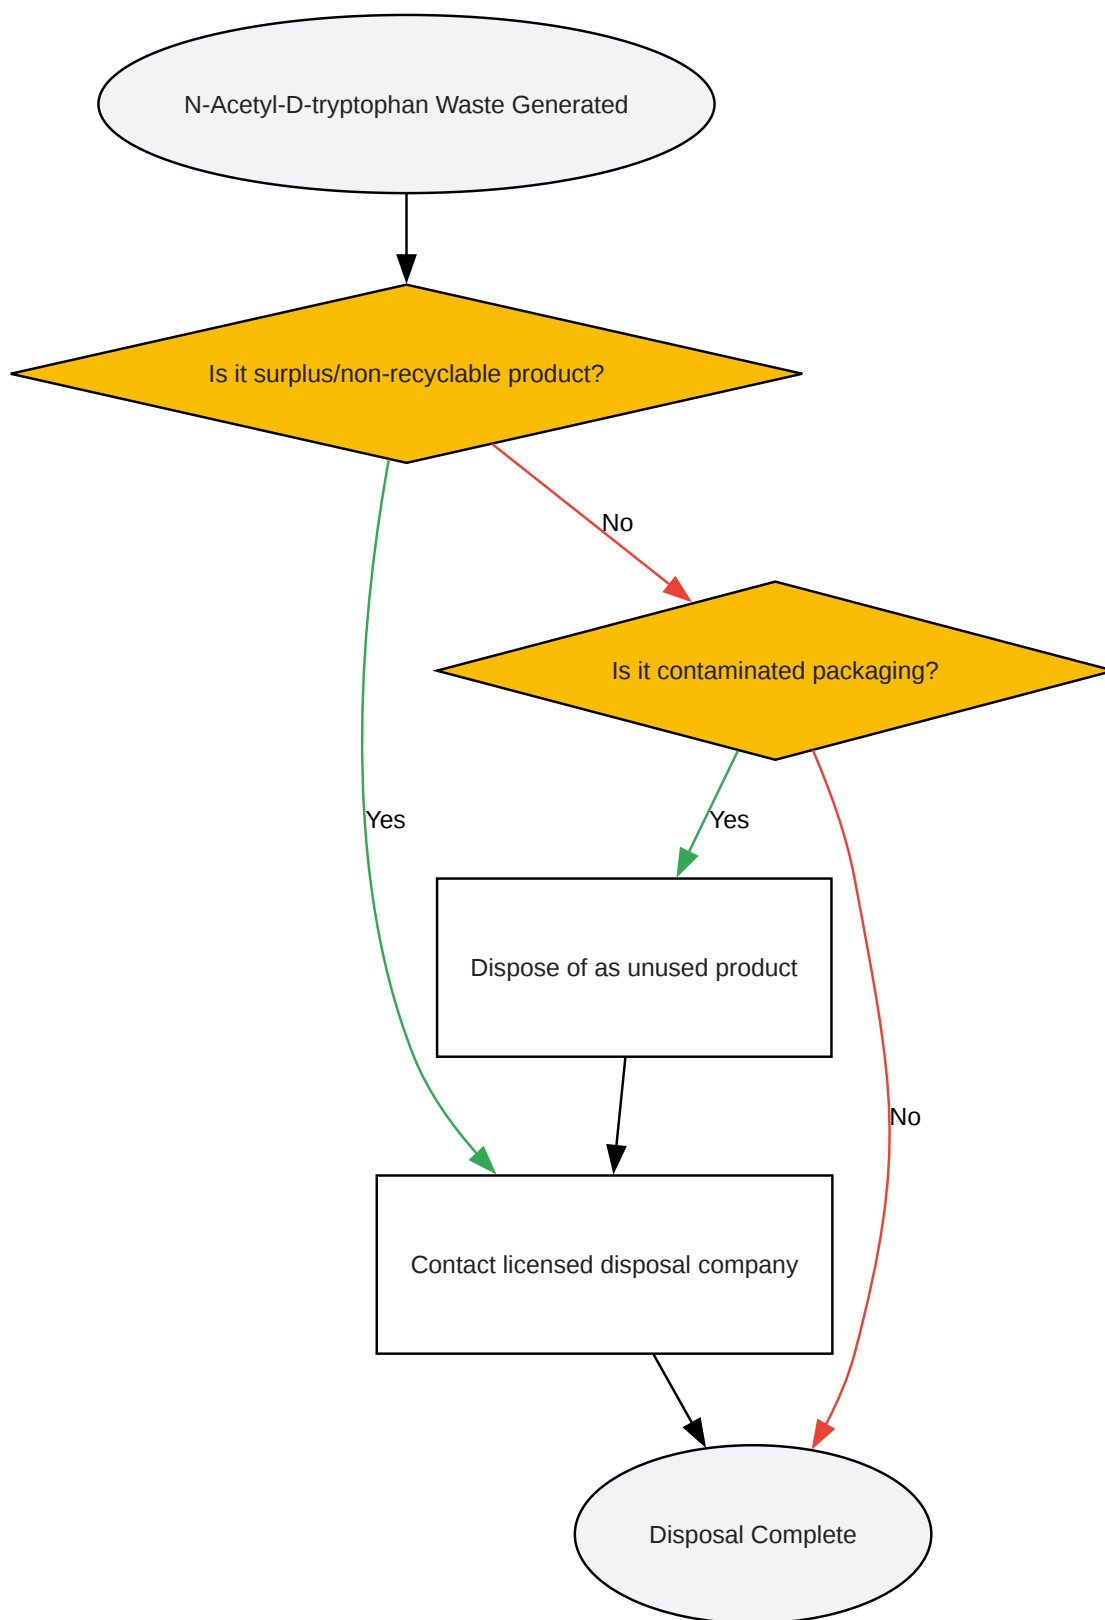 N-Acetyl-D-tryptophan Waste Generated
Is it surplus/non-recyclable product?
No
Is it contaminated packaging?
Yes
Yes
Dispose of as unused product
No
Contact licensed disposal company
Disposal Complete